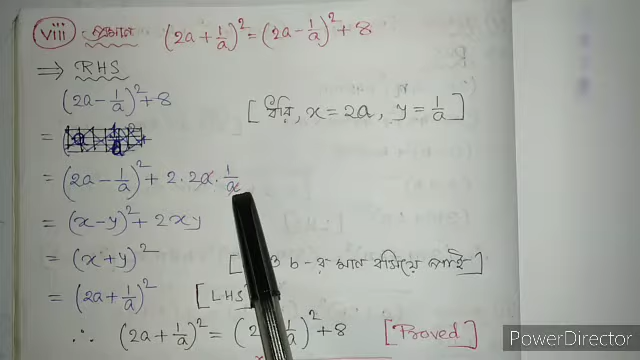 viii প্রমাণ (2a + 1/a)² = (2a - 1/a)² + 8
⇒ RHS
(2a - 1/a)² + 8
[ধরি, x = 2a, y = 1/a]
= (2a - 1/a)² + 2·2a·1/a
= (x - y)² + 2xy
= (x + y)²
b-র মান বসিয়ে পাই]
= (2a + 1/a)² [LHS
∴ (2a + 1/a)² = (2 1/a)² + 8 [Proved]
PowerDirector